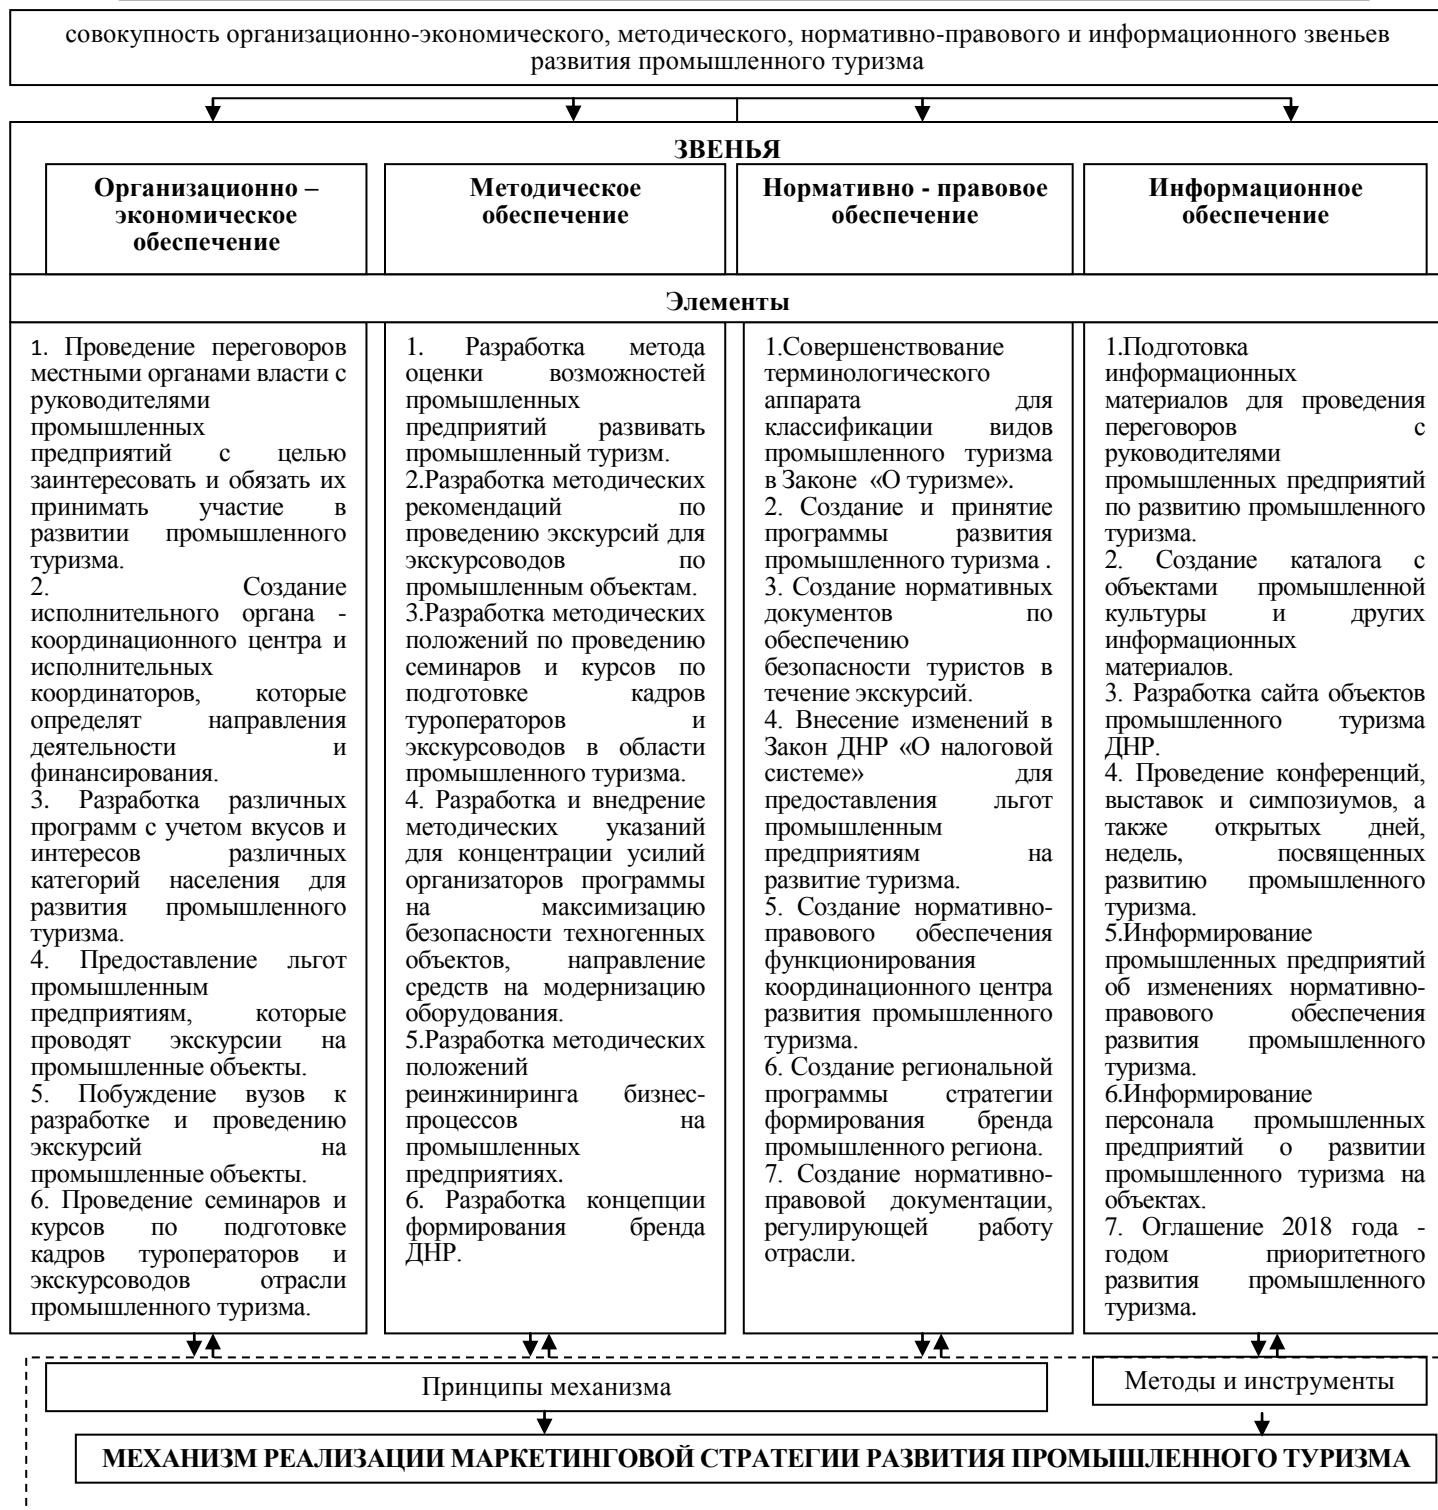 совокупность организационно-экономического, методического, нормативно-правового и информационного звеньев
развития промышленного туризма
ЗВЕНЬЯ
Организационно –
экономическое
обеспечение
Методическое
обеспечение
Нормативно - правовое
обеспечение
Информационное
обеспечение
Элементы
1. Проведение переговоров
местными органами власти с
руководителями
промышленных
предприятий с целью
заинтересовать и обязать их
принимать участие в
развитии промышленного
туризма.
2. Создание
исполнительного органа -
координационного центра и
исполнительных
координаторов, которые
определят направления
деятельности и
финансирования.
3. Разработка различных
программ с учетом вкусов и
интересов различных
категорий населения для
развития промышленного
туризма.
4. Предоставление льгот
промышленным
предприятиям, которые
проводят экскурсии на
промышленные объекты.
5. Побуждение вузов к
разработке и проведению
экскурсий на
промышленные объекты.
6. Проведение семинаров и
курсов по подготовке
кадров туроператоров и
экскурсоводов отрасли
промышленного туризма.
1. Разработка метода
оценки возможностей
промышленных
предприятий развивать
промышленный туризм.
2.Разработка методических
рекомендаций по
проведению экскурсий для
экскурсоводов по
промышленным объектам.
3.Разработка методических
положений по проведению
семинаров и курсов по
подготовке кадров
туроператоров и
экскурсоводов в области
промышленного туризма.
4. Разработка и внедрение
методических указаний
для концентрации усилий
организаторов программы
на максимизацию
безопасности техногенных
объектов, направление
средств на модернизацию
оборудования.
5.Разработка методических
положений
реинжиниринга бизнес-
процессов на
промышленных
предприятиях.
6. Разработка концепции
формирования бренда
ДНР.
1.Совершенствование
терминологического
аппарата для
классификации видов
промышленного туризма
в Законе «О туризме».
2. Создание и принятие
программы развития
промышленного туризма .
3. Создание нормативных
документов по
обеспечению
безопасности туристов в
течение экскурсий.
4. Внесение изменений в
Закон ДНР «О налоговой
системе» для
предоставления льгот
промышленным
предприятиям на
развитие туризма.
5. Создание нормативно-
правового обеспечения
функционирования
координационного центра
развития промышленного
туризма.
6. Создание региональной
программы стратегии
формирования бренда
промышленного региона.
7. Создание нормативно-
правовой документации,
регулирующей работу
отрасли.
1.Подготовка
информационных
материалов для проведения
переговоров с
руководителями
промышленных предприятий
по развитию промышленного
туризма.
2. Создание каталога с
объектами промышленной
культуры и других
информационных
материалов.
3. Разработка сайта объектов
промышленного туризма
ДНР.
4. Проведение конференций,
выставок и симпозиумов, а
также открытых дней,
недель, посвященных
развитию промышленного
туризма.
5.Информирование
промышленных предприятий
об изменениях нормативно-
правового обеспечения
развития промышленного
туризма.
6.Информирование
персонала промышленных
предприятий о развитии
промышленного туризма на
объектах.
7. Оглашение 2018 года -
годом приоритетного
развития промышленного
туризма.
Принципы механизма
Методы и инструменты
МЕХАНИЗМ РЕАЛИЗАЦИИ МАРКЕТИНГОВОЙ СТРАТЕГИИ РАЗВИТИЯ ПРОМЫШЛЕННОГО ТУРИЗМА